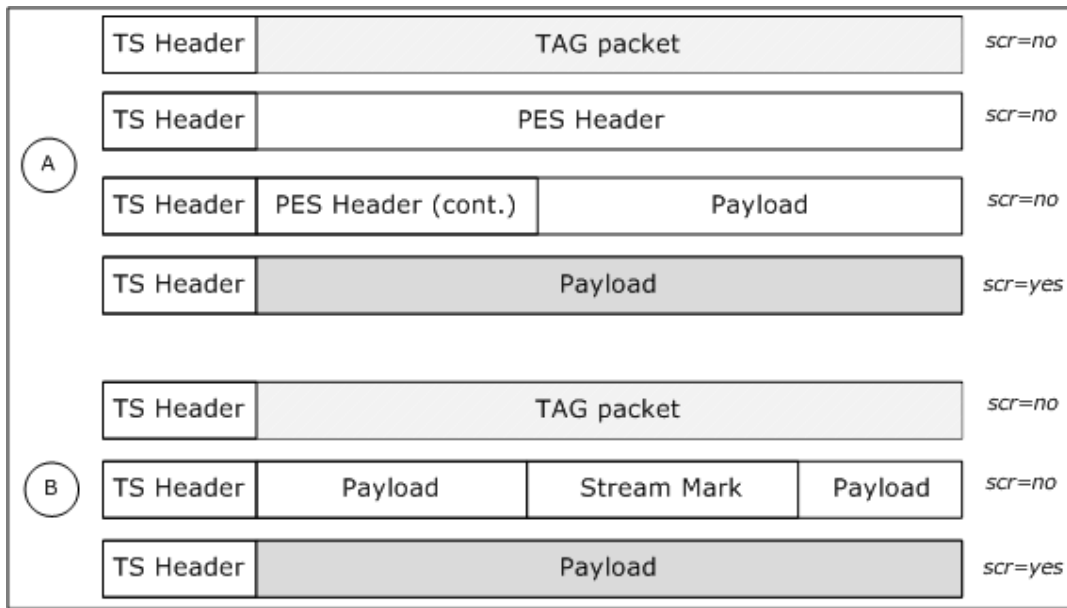 TS Header TAG packet scr=no
TS Header PES Header scr=no
A
TS Header PES Header (cont.) Payload scr=no
TS Header Payload scr=yes
TS Header TAG packet scr=no
B TS Header Payload Stream Mark Payload scr=no
TS Header Payload scr=yes